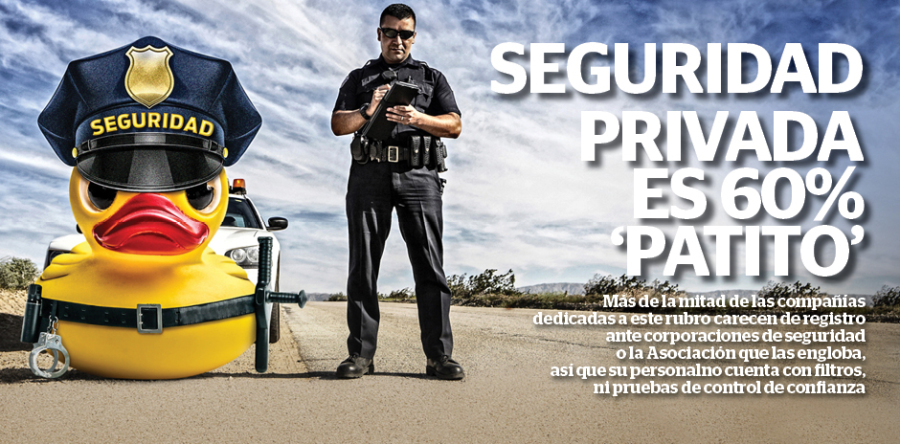 SEGURIDAD
SEGURIDAD
PRIVADA
ES 60%
‘PATITO’
Más de la mitad de las compañías
dedicadas a este rubro carecen de registro
ante corporaciones de seguridad
o la Asociación que las engloba,
así que su personalno cuenta con filtros,
ni pruebas de control de confianza